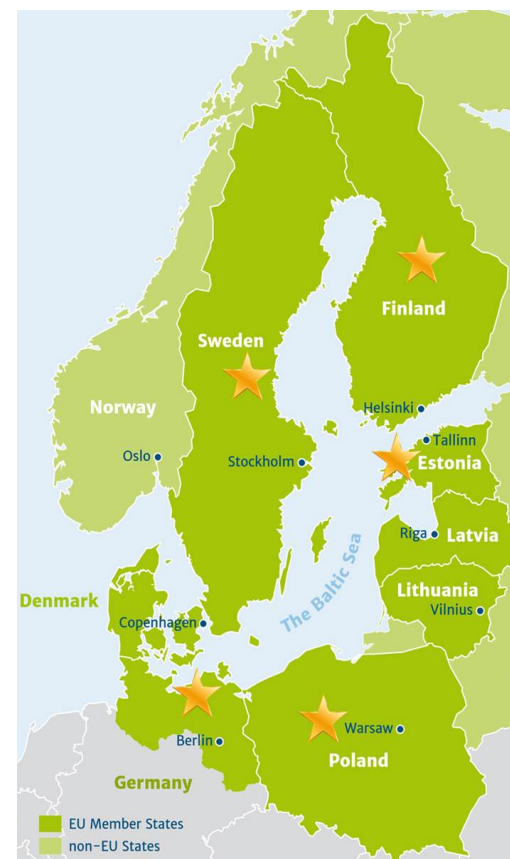 Finland
Sweden
Norway
Helsinki
Tallinn
Oslo
Stockholm
Estonia
Riga
Latvia
The Baltic Sea
Lithuania
Denmark
Vilnius
Copenhagen
Warsaw
Berlin
Poland
Germany
EU Member States
non-EU States